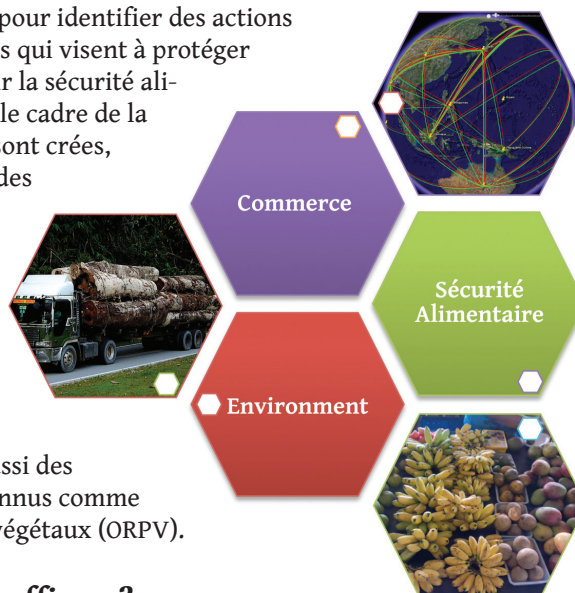 pour identifier des actions
s qui visent à protéger
r la sécurité ali-
le cadre de la
sont crées,
des
Commerce
Sécurité
Alimentaire
Environment
ssi des
nnus comme
végétaux (ORPV).